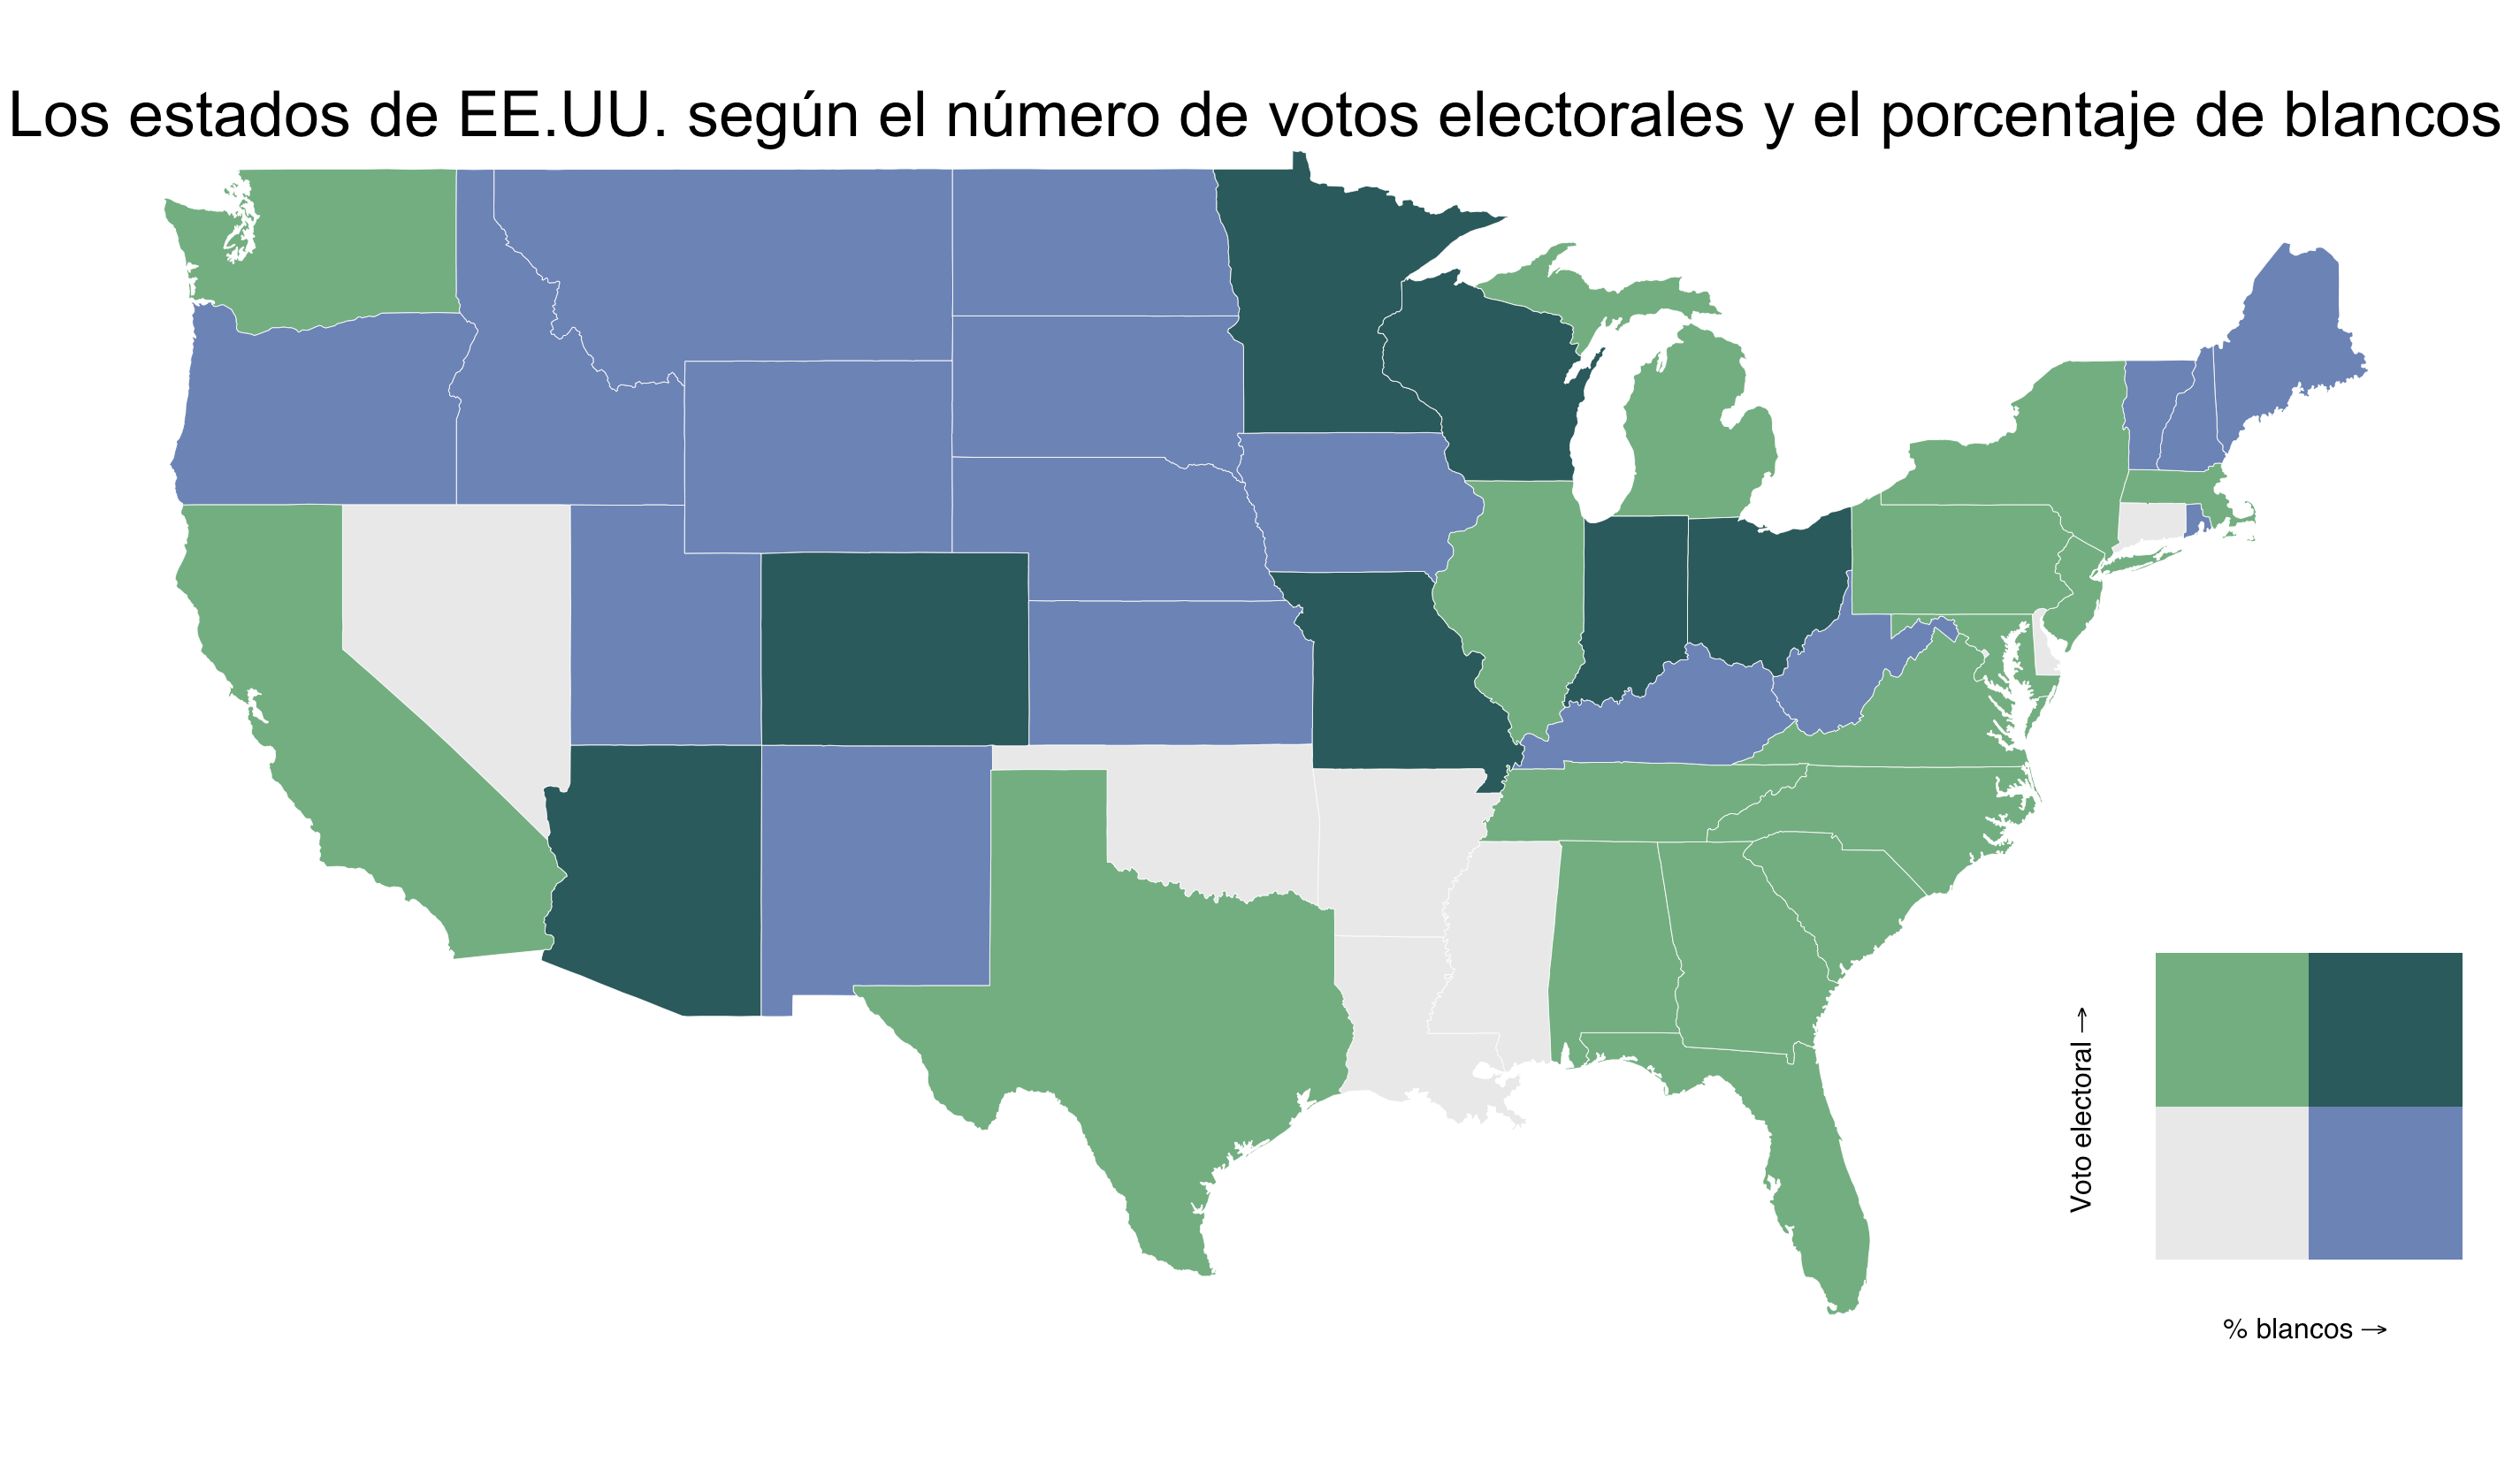 Los estados de EE.UU. según el número de votos electorales y el porcentaje de blancos
Voto electoral →
% blancos →